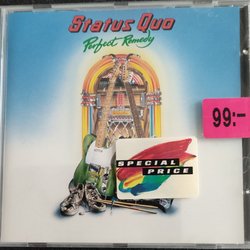 Status Quo
Perfect Remedy
99:-
SPECIAL
PRICE